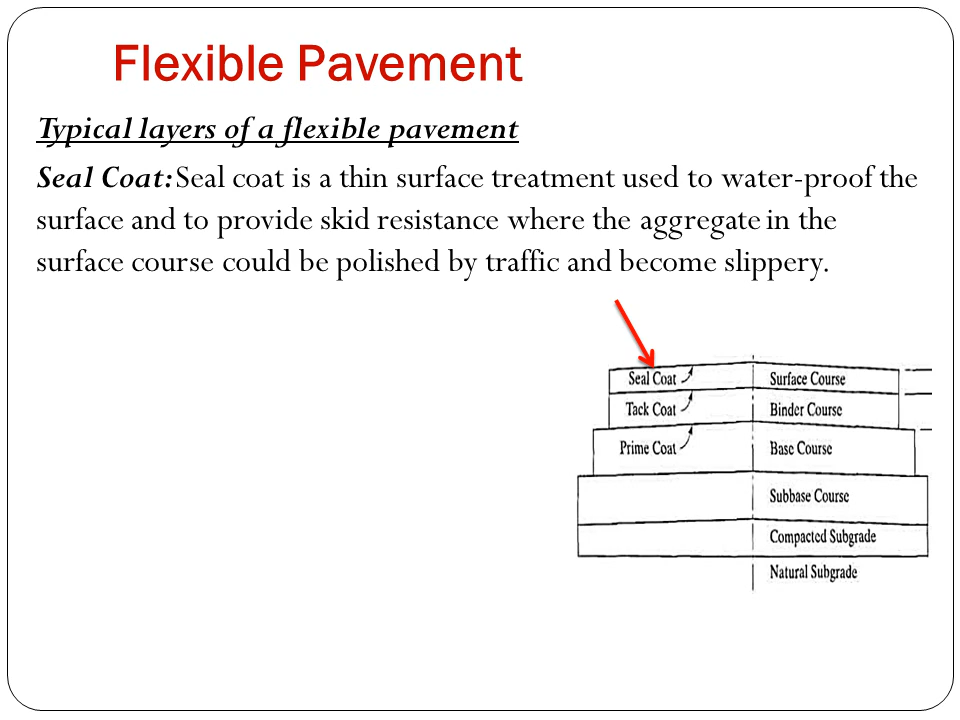 Flexible Pavement
Typical layers of a flexible pavement
Seal Coat: Seal coat is a thin surface treatment used to water-proof the
surface and to provide skid resistance where the aggregate in the
surface course could be polished by traffic and become slippery.
Seal Coat Surface Course
Tack Coat Binder Course
Prime Coat Base Course
Subbase Course
Compacted Subgrade
Natural Subgrade